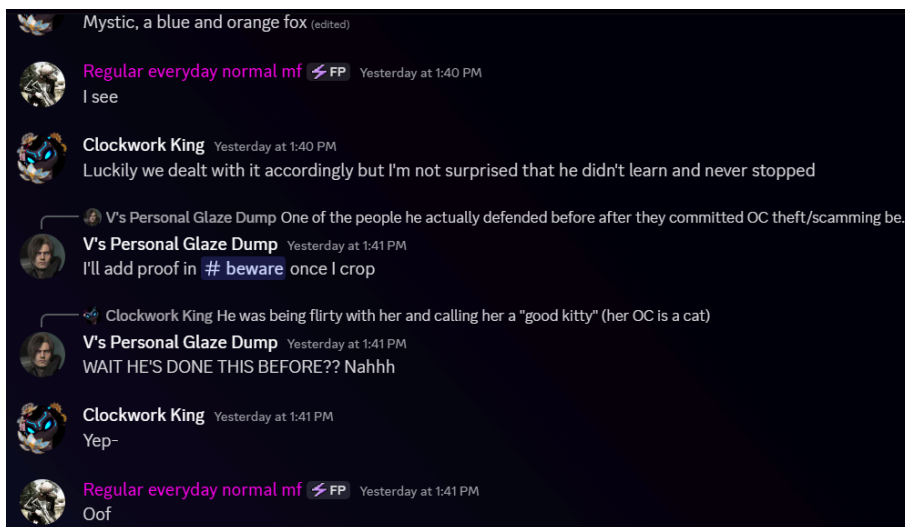 Mystic, a blue and orange fox (edited)
Regular everyday normal mf FP Yesterday at 1:40 PM
I see
Clockwork King Yesterday at 1:40 PM
Luckily we dealt with it accordingly but I'm not surprised that he didn't learn and never stopped
V's Personal Glaze Dump One of the people he actually defended before after they committed OC theft/scamming be.
V's Personal Glaze Dump Yesterday at 1:41 PM
I'll add proof in # beware once I crop
Clockwork King He was being flirty with her and calling her a "good kitty" (her OC is a cat)
V's Personal Glaze Dump Yesterday at 1:41 PM
WAIT HE'S DONE THIS BEFORE?? Nahhh
Clockwork King Yesterday at 1:41 PM
Yep-
Regular everyday normal mf FP Yesterday at 1:41 PM
Oof